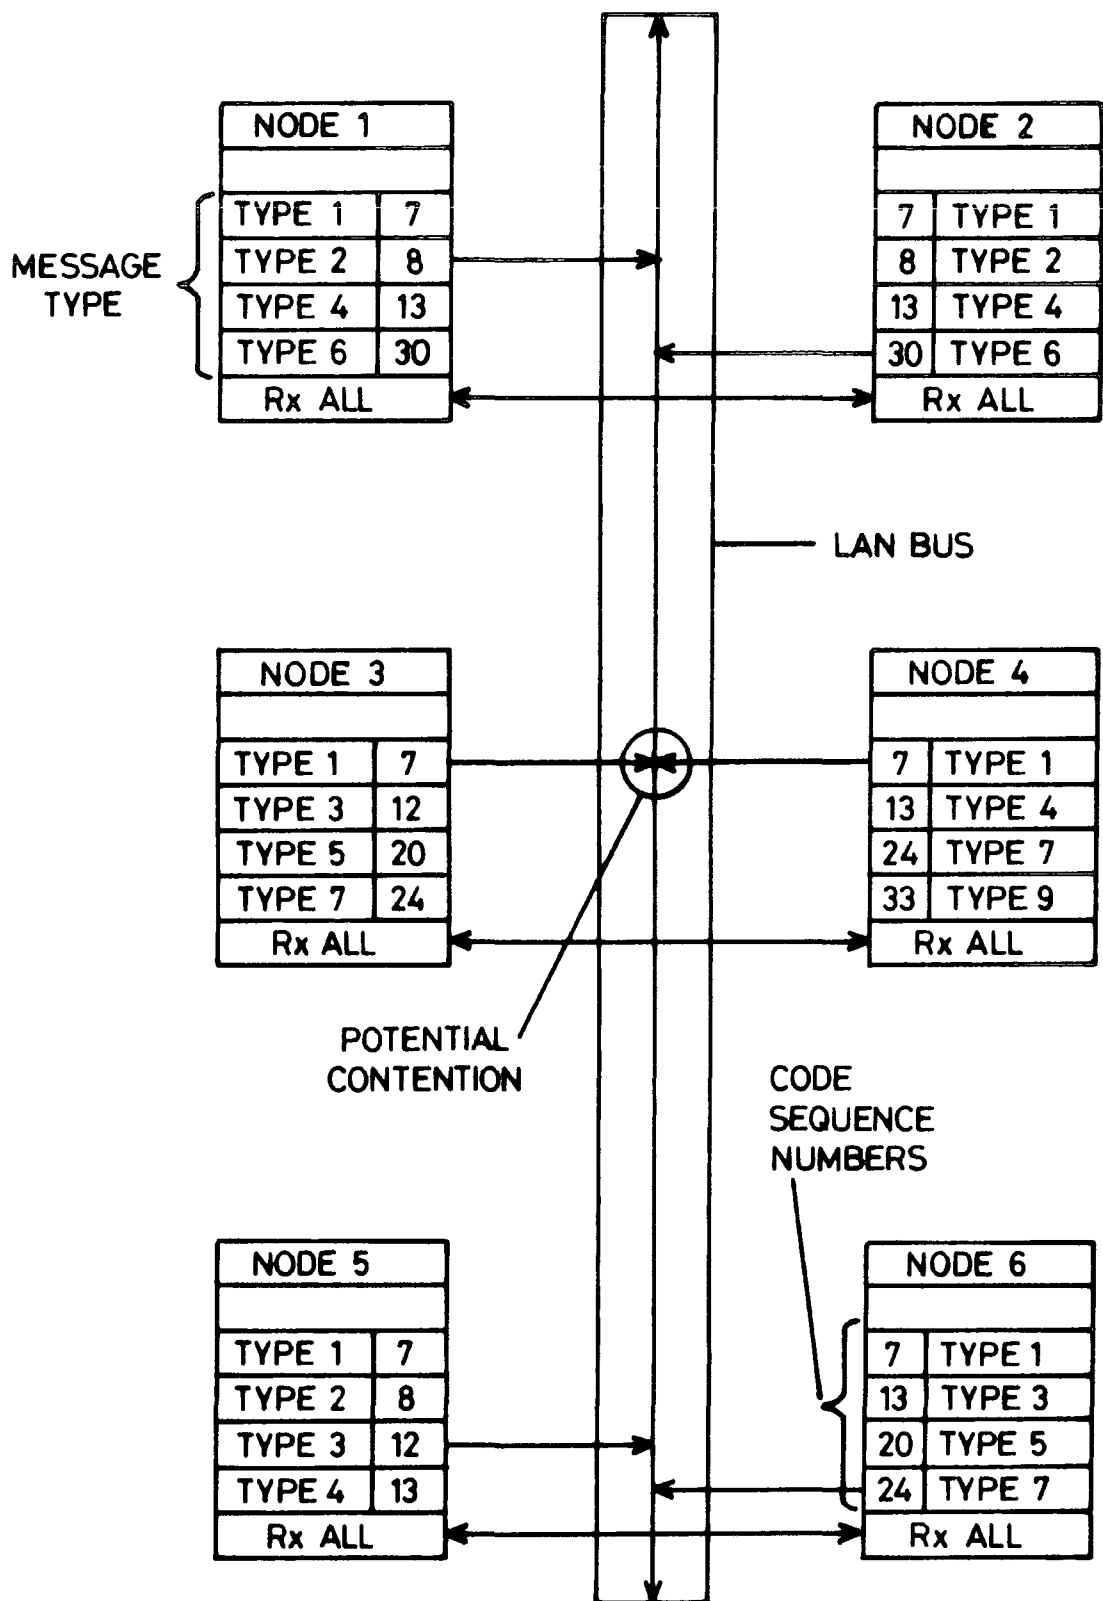 NODE 1
TYPE 1 7
TYPE 2 8
TYPE 4 13
TYPE 6 30
Rx ALL
MESSAGE
TYPE
NODE 2
7 TYPE 1
8 TYPE 2
13 TYPE 4
30 TYPE 6
Rx ALL
LAN BUS
NODE 3
TYPE 1 7
TYPE 3 12
TYPE 5 20
TYPE 7 24
Rx ALL
NODE 4
7 TYPE 1
13 TYPE 4
24 TYPE 7
33 TYPE 9
Rx ALL
POTENTIAL
CONTENTION
CODE
SEQUENCE
NUMBERS
NODE 5
TYPE 1 7
TYPE 2 8
TYPE 3 12
TYPE 4 13
Rx ALL
NODE 6
7 TYPE 1
13 TYPE 3
20 TYPE 5
24 TYPE 7
Rx ALL